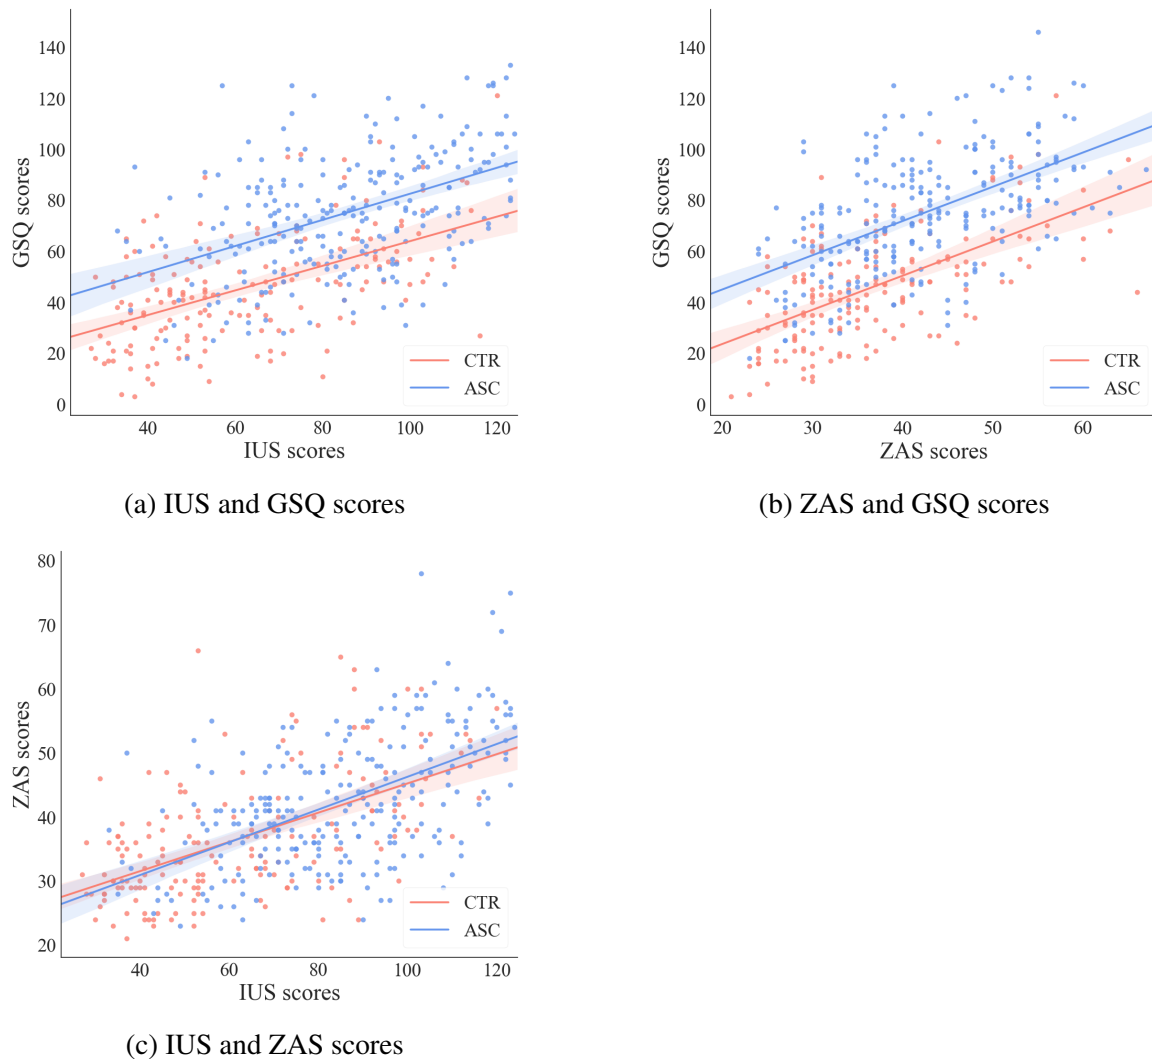 140
120
100
80
60
40
20
0
GSQ scores
40 60 80 100 120
IUS scores
CTR
ASC
(a) IUS and GSQ scores
140
120
100
80
60
40
20
0
GSQ scores
20 30 40 50 60
ZAS scores
CTR
ASC
(b) ZAS and GSQ scores
80
70
60
50
40
30
20
ZAS scores
40 60 80 100 120
IUS scores
CTR
ASC
(c) IUS and ZAS scores